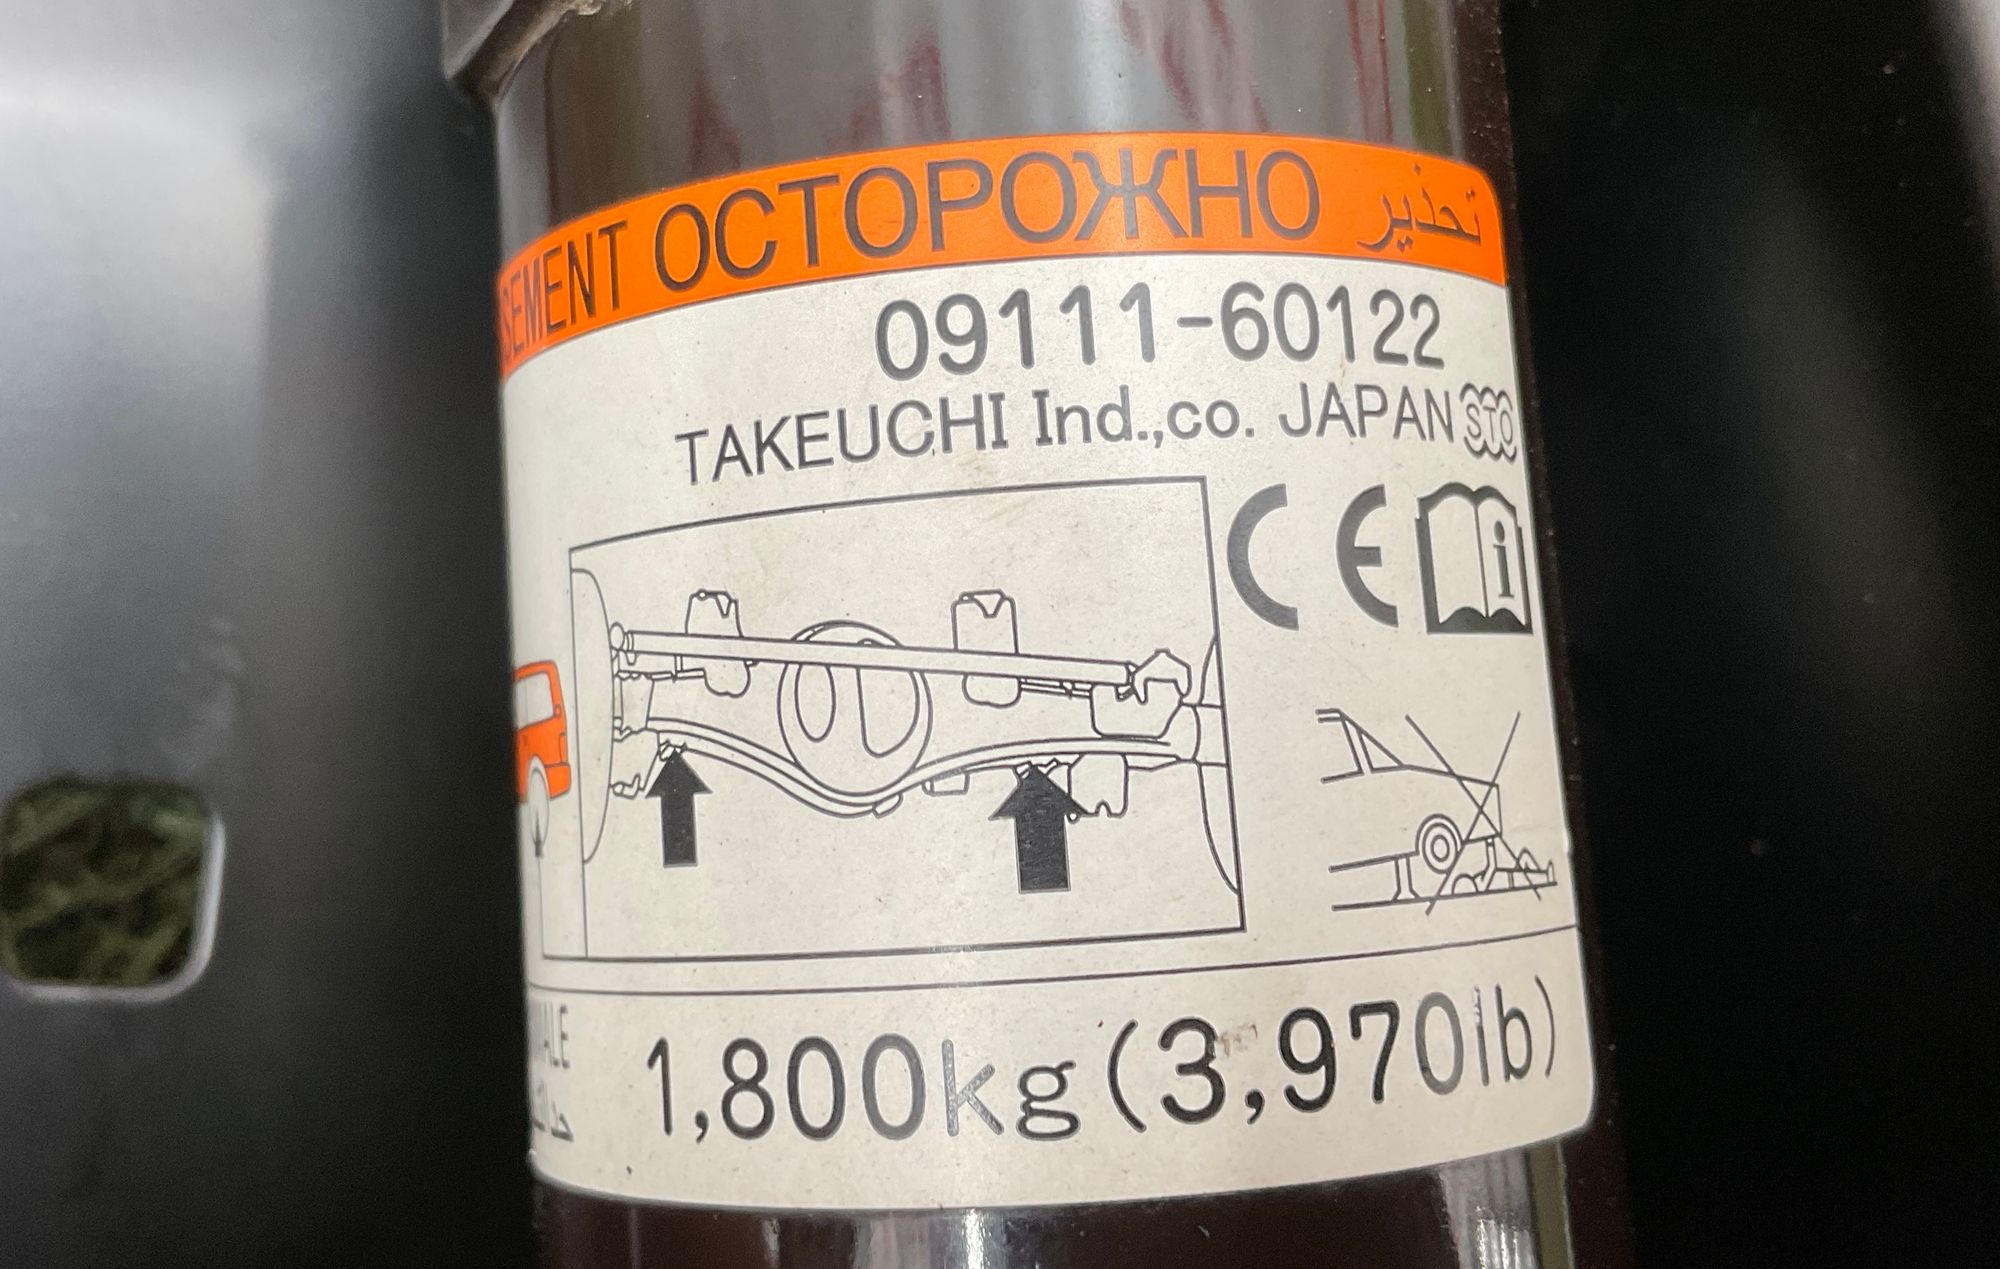 SEMENT ОСТОРОЖНО تحذير
09111-60122
TAKEUCHI Ind.,co. JAPAN STO
CE i
1,800kg(3,970lb)